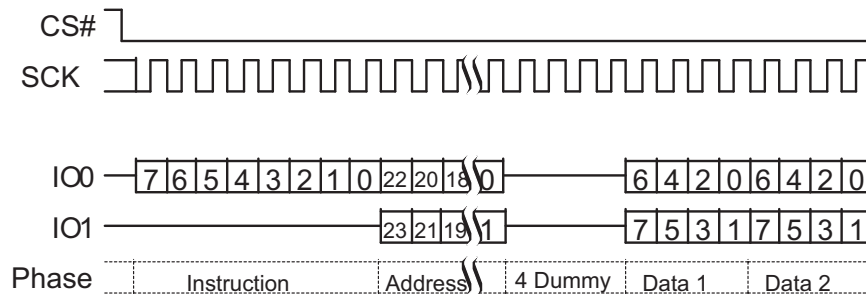 CS#
SCK
IO0 7 6 5 4 3 2 1 0 22 20 18 0 6 4 2 0 6 4 2 0
IO1 23 21 19 1 7 5 3 1 7 5 3 1
Phase Instruction Address 4 Dummy Data 1 Data 2